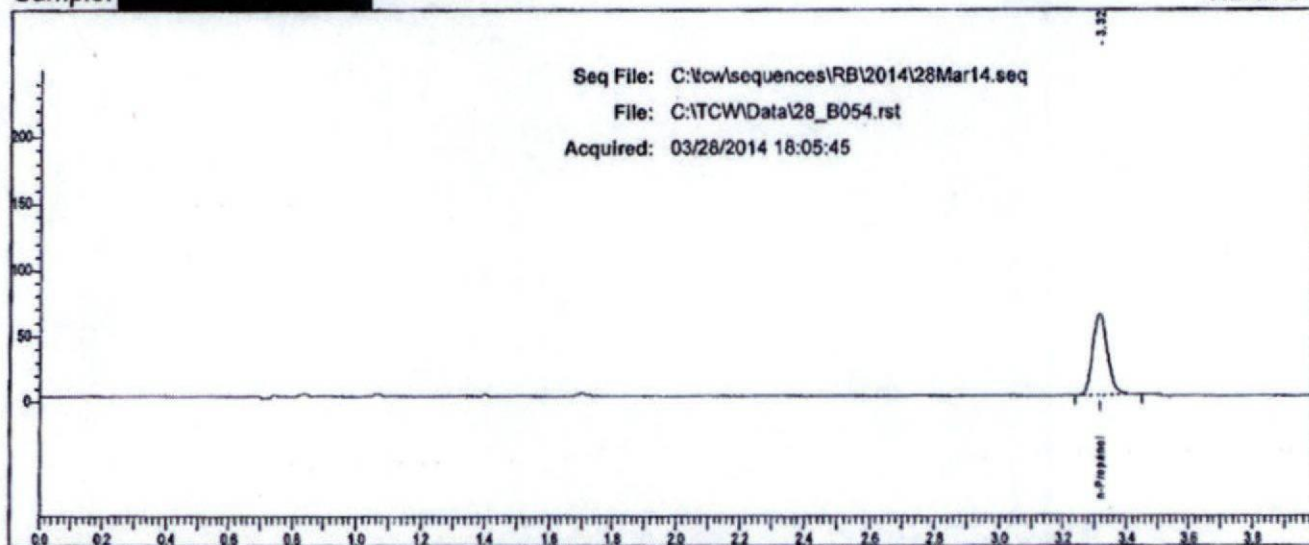 - 3.32
Seq File: C:\tcw\sequences\RB\2014\28Mar14.seq
File: C:\TCW\Data\28_B054.rst
Acquired: 03/28/2014 18:05:45
200
150
100
50
0
n-Propanol
0.0 0.2 0.4 0.6 0.8 1.0 1.2 1.4 1.6 1.8 2.0 2.2 2.4 2.6 2.8 3.0 3.2 3.4 3.6 3.8